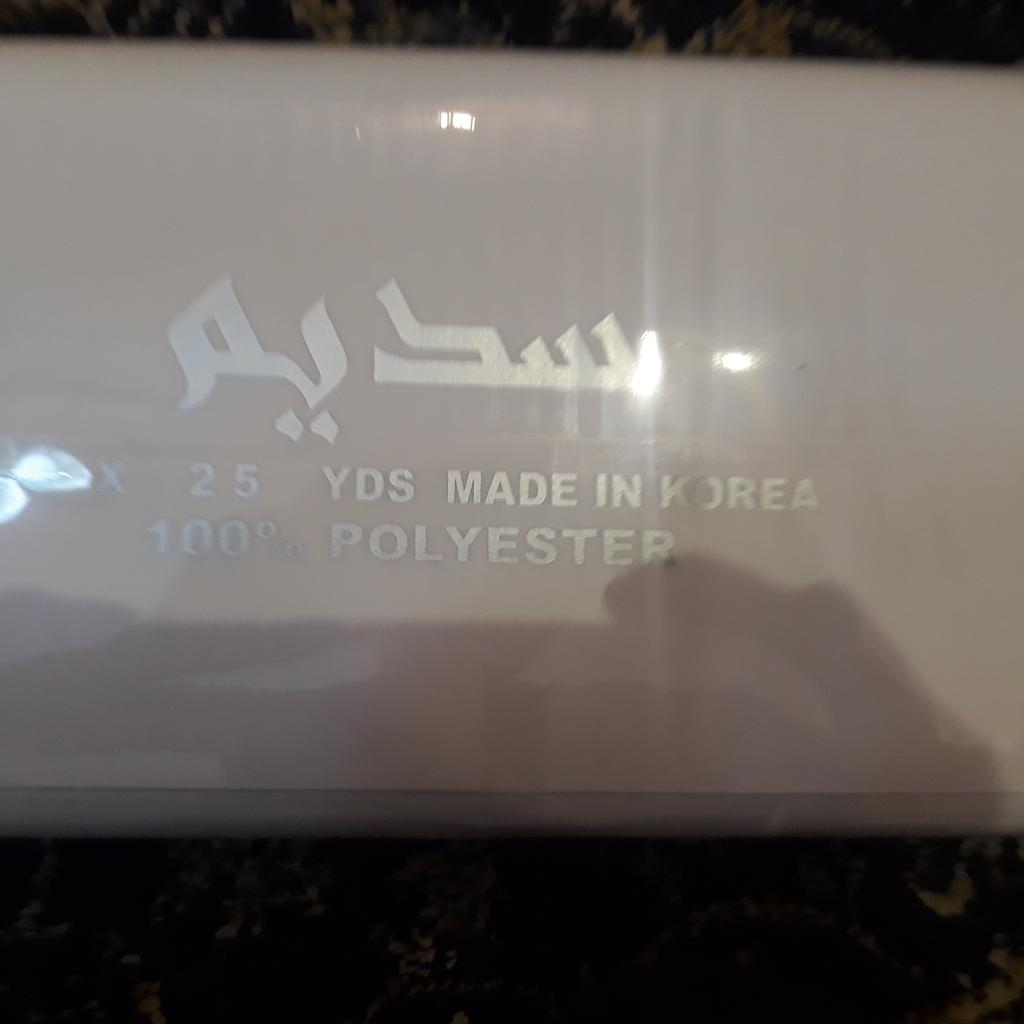 سديم
X 25 YDS MADE IN KOREA
100% POLYESTER